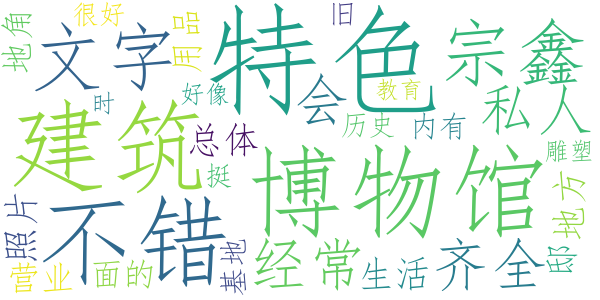 很好
旧
地角
文字
用品
特色
宗鑫
时
好像
会
教育
私人
建筑
总体
历史
内有
挺
雕塑
博物馆
照片
不错
地方
邸
营业
面的
基地
经常
生活
齐全